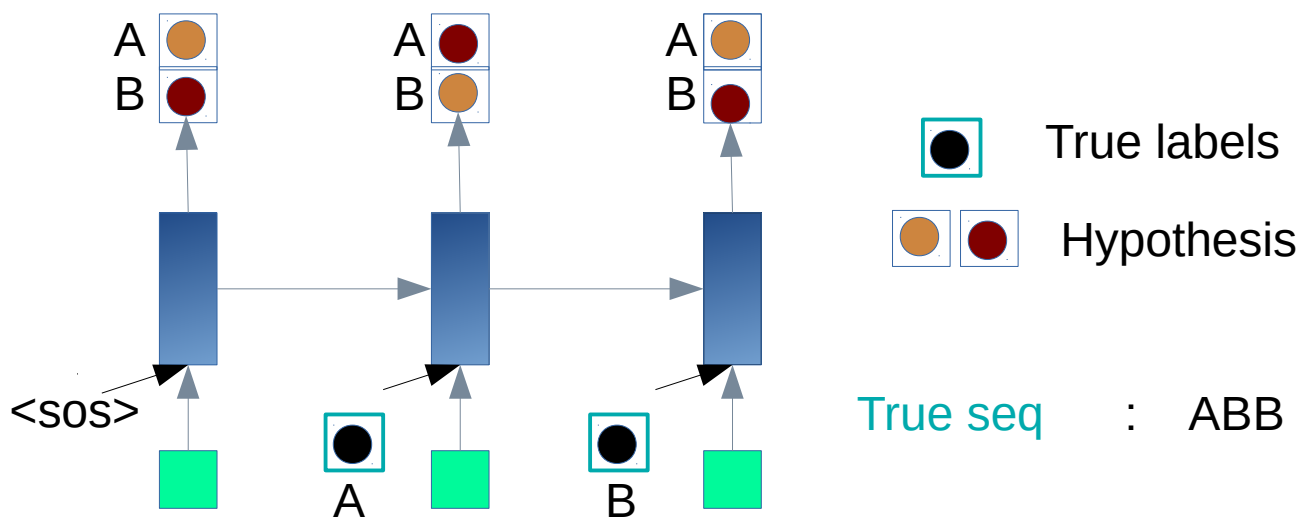 A A A
B B B
True labels
Hypothesis
<sos>
True seq : ABB
A B